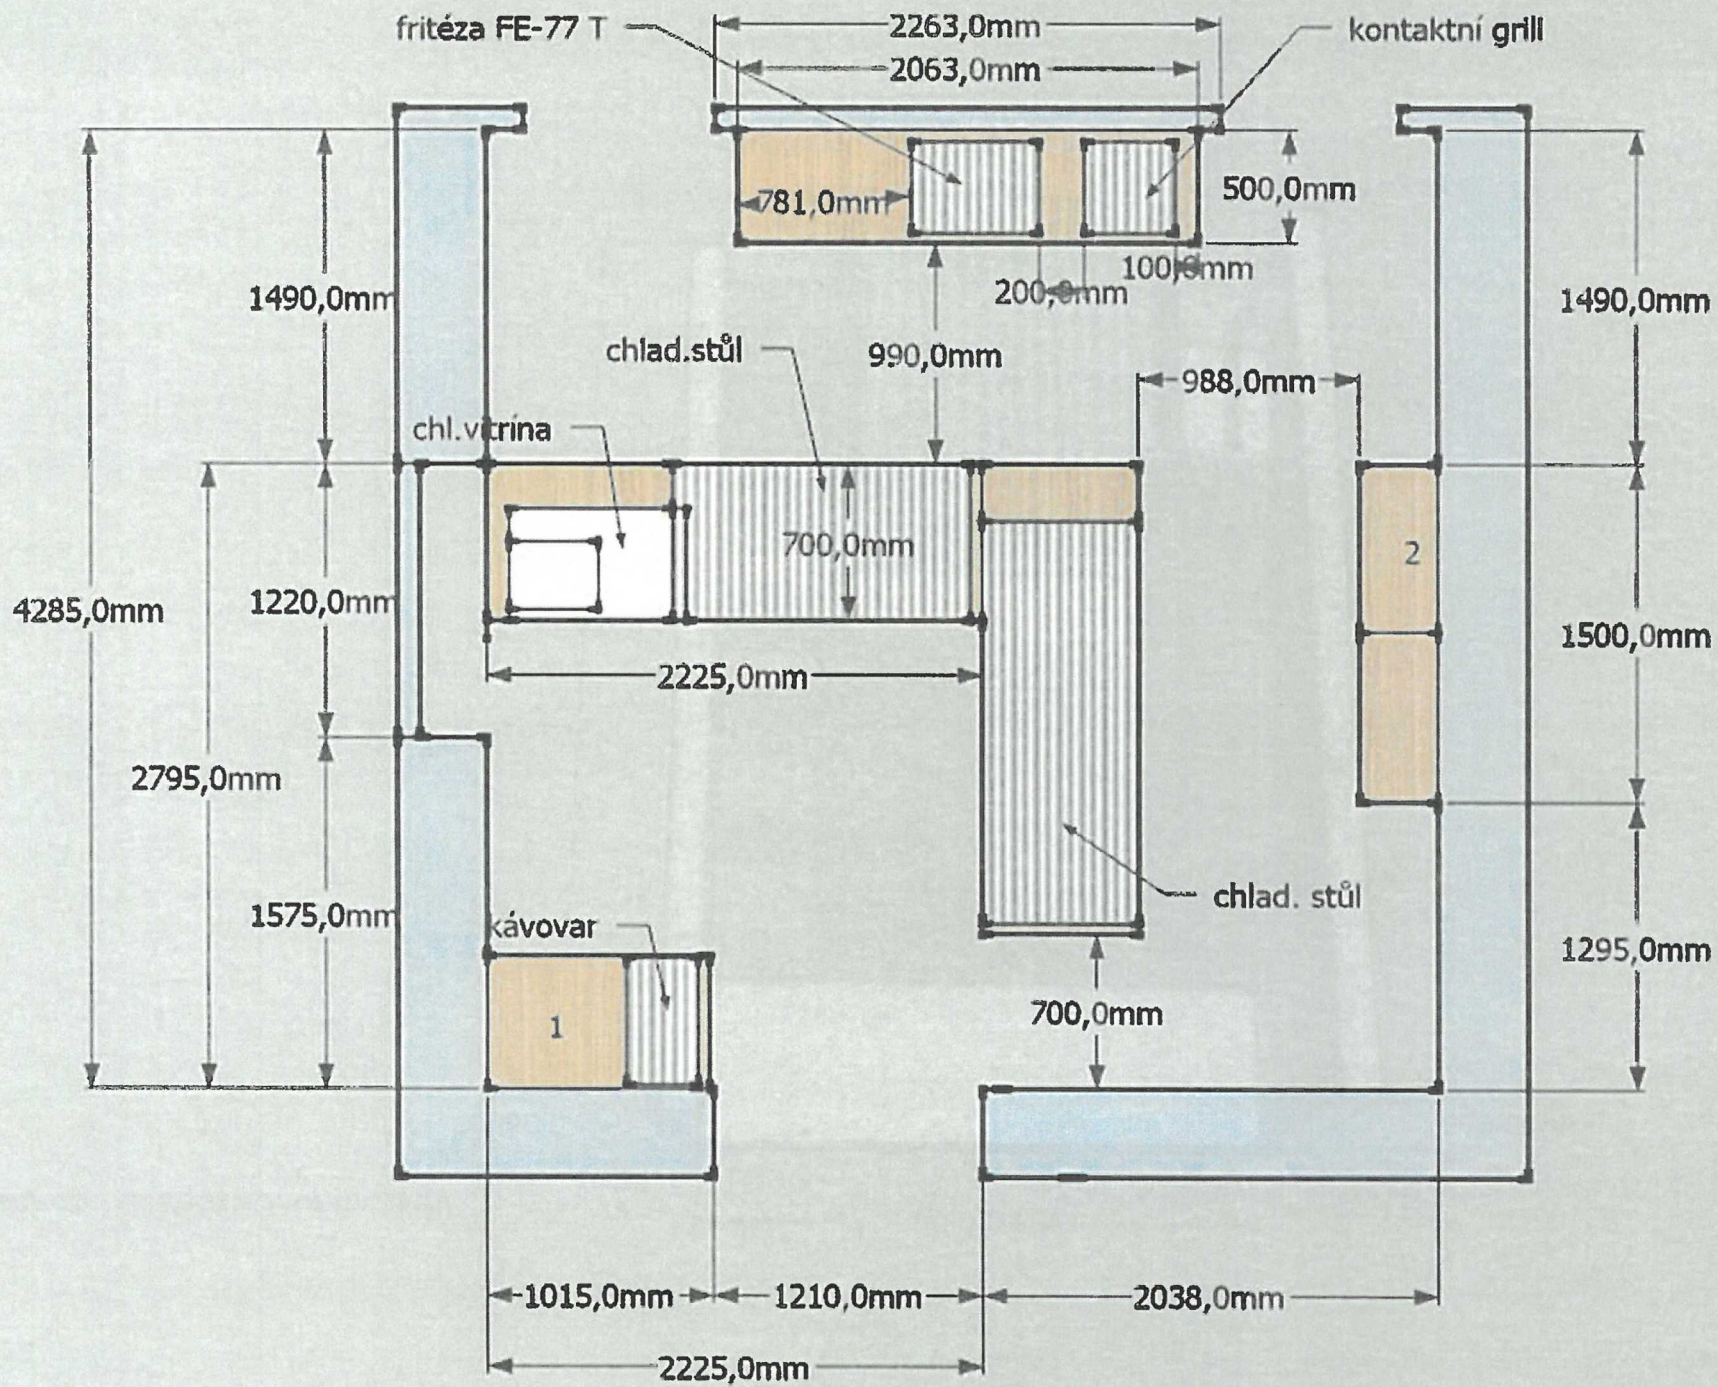 fritéza FE-77 T
2263,0mm
kontaktní grill
2063,0mm
781,0mm
500,0mm
100,0mm
200,0mm
1490,0mm
1490,0mm
chlad.stůl
990,0mm
988,0mm
chl.vitrína
700,0mm
2
4285,0mm
1220,0mm
1500,0mm
2225,0mm
2795,0mm
chlad. stůl
1575,0mm
kávovar
1295,0mm
1
700,0mm
1015,0mm
1210,0mm
2038,0mm
2225,0mm